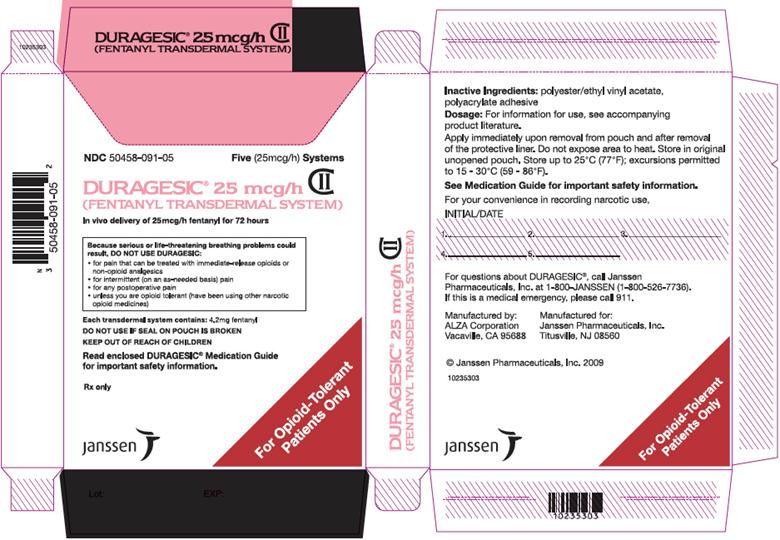 10235303
DURAGESIC® 25 mcg/h CII
(FENTANYL TRANSDERMAL SYSTEM)
NDC 50458-091-05 Five (25mcg/h) Systems
DURAGESIC® 25 mcg/h CII
(FENTANYL TRANSDERMAL SYSTEM)
In vivo delivery of 25mcg/h fentanyl for 72 hours
Because serious or life-threatening breathing problems could
result, DO NOT USE DURAGESIC:
• for pain that can be treated with immediate-release opioids or
non-opioid analgesics
• for intermittent (on an as-needed basis) pain
• for any postoperative pain
• unless you are opioid tolerant (have been using other narcotic
opioid medicines)
Each transdermal system contains: 4.2mg fentanyl
DO NOT USE IF SEAL ON POUCH IS BROKEN
KEEP OUT OF REACH OF CHILDREN
Read enclosed DURAGESIC® Medication Guide
for important safety information.
Rx only
janssen
For Opioid-Tolerant
Patients Only
Lot: EXP:
N 3 50458-091-05 2
DURAGESIC® 25 mcg/h CII
(FENTANYL TRANSDERMAL SYSTEM)
Inactive Ingredients: polyester/ethyl vinyl acetate,
polyacrylate adhesive
Dosage: For information for use, see accompanying
product literature.
Apply immediately upon removal from pouch and after removal
of the protective liner. Do not expose area to heat. Store in original
unopened pouch. Store up to 25°C (77°F); excursions permitted
to 15 - 30°C (59 - 86°F).
See Medication Guide for important safety information.
For your convenience in recording narcotic use,
INITIAL/DATE
1. 2. 3.
4. 5.
For questions about DURAGESIC®, call Janssen
Pharmaceuticals, Inc. at 1-800-JANSSEN (1-800-526-7736).
If this is a medical emergency, please call 911.
Manufactured by: Manufactured for:
ALZA Corporation Janssen Pharmaceuticals, Inc.
Vacaville, CA 95688 Titusville, NJ 08560
© Janssen Pharmaceuticals, Inc. 2009
10235303
janssen
For Opioid-Tolerant
Patients Only
10235303